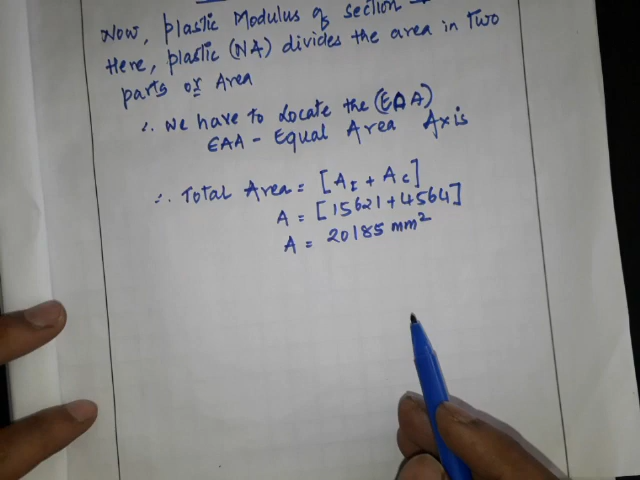 Now, plastic Modulus of section
Here, plastic (NA) divides the area in Two
parts of Area
∴ We have to Locate the (EAA)
EAA - Equal Area Axis
∴ Total Area = [A_I + A_c]
A = [15621 + 4564]
A = 20185 mm²